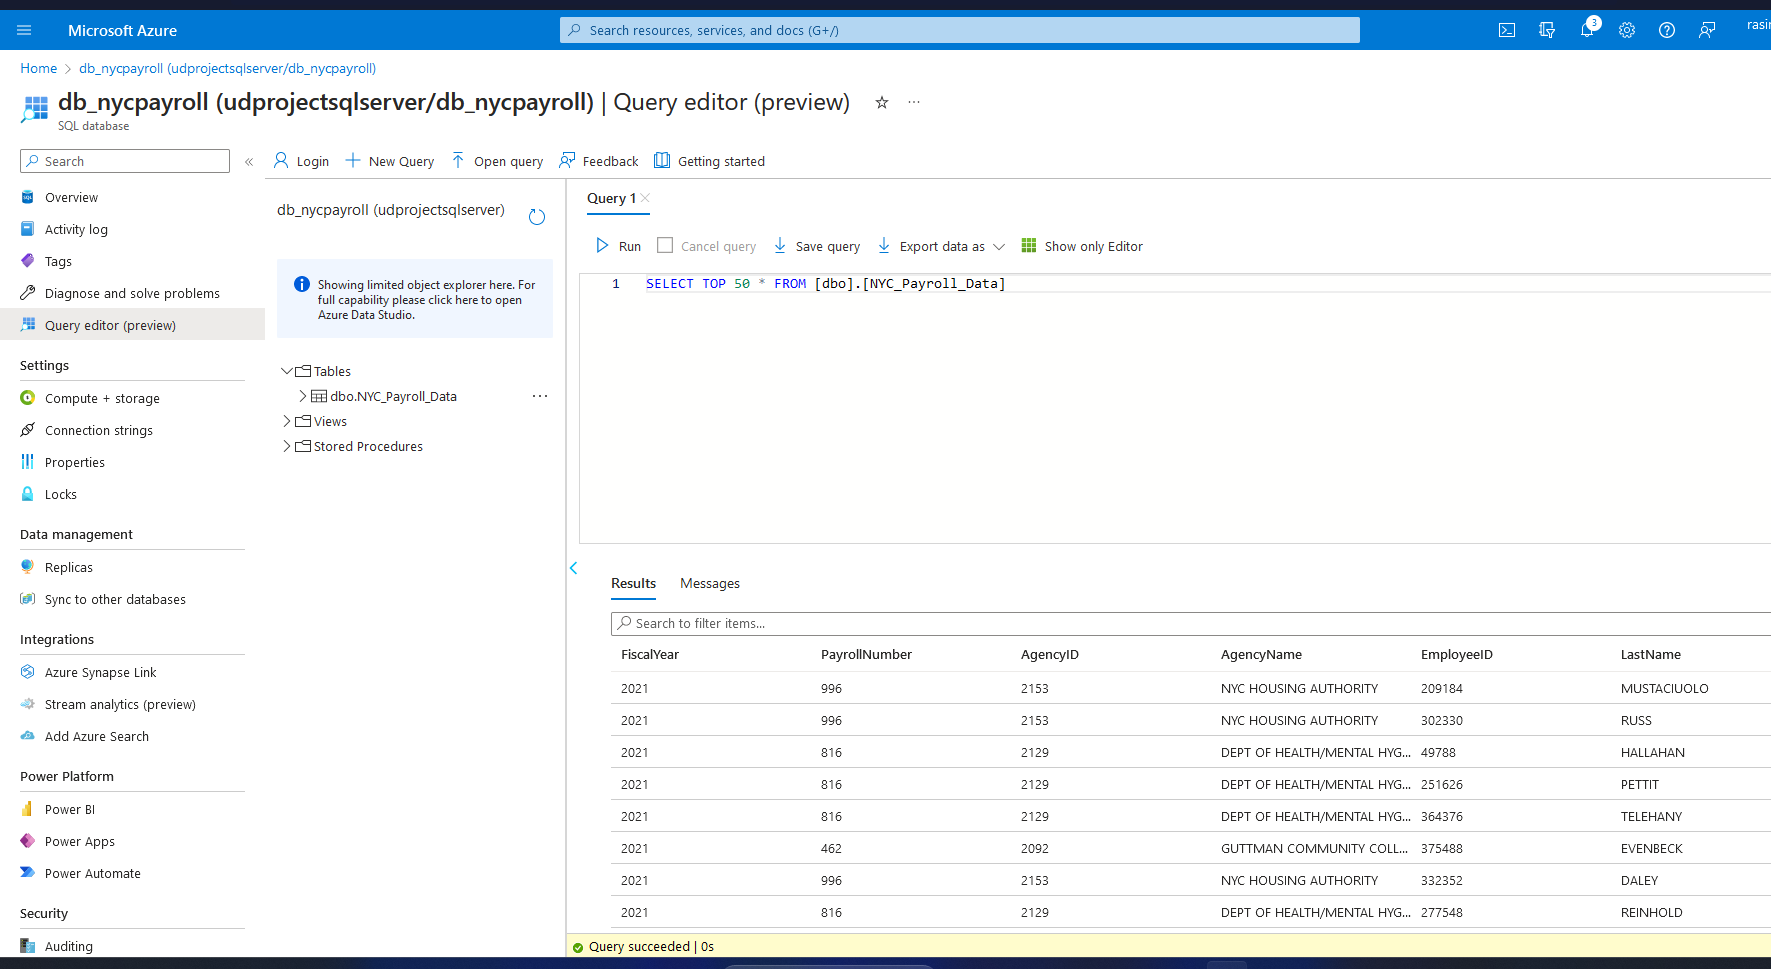 Microsoft Azure
Search resources, services, and docs (G+/)
3
Home > db_nycpayroll (udprojectsqlserver/db_nycpayroll)
db_nycpayroll (udprojectsqlserver/db_nycpayroll) | Query editor (preview)
SQL database
Search
Login
New Query
Open query
Feedback
Getting started
Overview
Activity log
Tags
Diagnose and solve problems
Query editor (preview)
Settings
Compute + storage
Connection strings
Properties
Locks
Data management
Replicas
Sync to other databases
Integrations
Azure Synapse Link
Stream analytics (preview)
Add Azure Search
Power Platform
Power BI
Power Apps
Power Automate
Security
Auditing
db_nycpayroll (udprojectsqlserver)
Showing limited object explorer here. For
full capability please click here to open
Azure Data Studio.
Tables
dbo.NYC_Payroll_Data
Views
Stored Procedures
Query 1
Run
Cancel query
Save query
Export data as
Show only Editor
1 SELECT TOP 50 * FROM [dbo].[NYC_Payroll_Data]
Results
Messages
Search to filter items...
FiscalYear PayrollNumber AgencyID AgencyName EmployeeID LastName
2021 996 2153 NYC HOUSING AUTHORITY 209184 MUSTACIUOLO
2021 996 2153 NYC HOUSING AUTHORITY 302330 RUSS
2021 816 2129 DEPT OF HEALTH/MENTAL HYG... 49788 HALLAHAN
2021 816 2129 DEPT OF HEALTH/MENTAL HYG... 251626 PETTIT
2021 816 2129 DEPT OF HEALTH/MENTAL HYG... 364376 TELEHANY
2021 462 2092 GUTTMAN COMMUNITY COLL... 375488 EVENBECK
2021 996 2153 NYC HOUSING AUTHORITY 332352 DALEY
2021 816 2129 DEPT OF HEALTH/MENTAL HYG... 277548 REINHOLD
Query succeeded | 0s